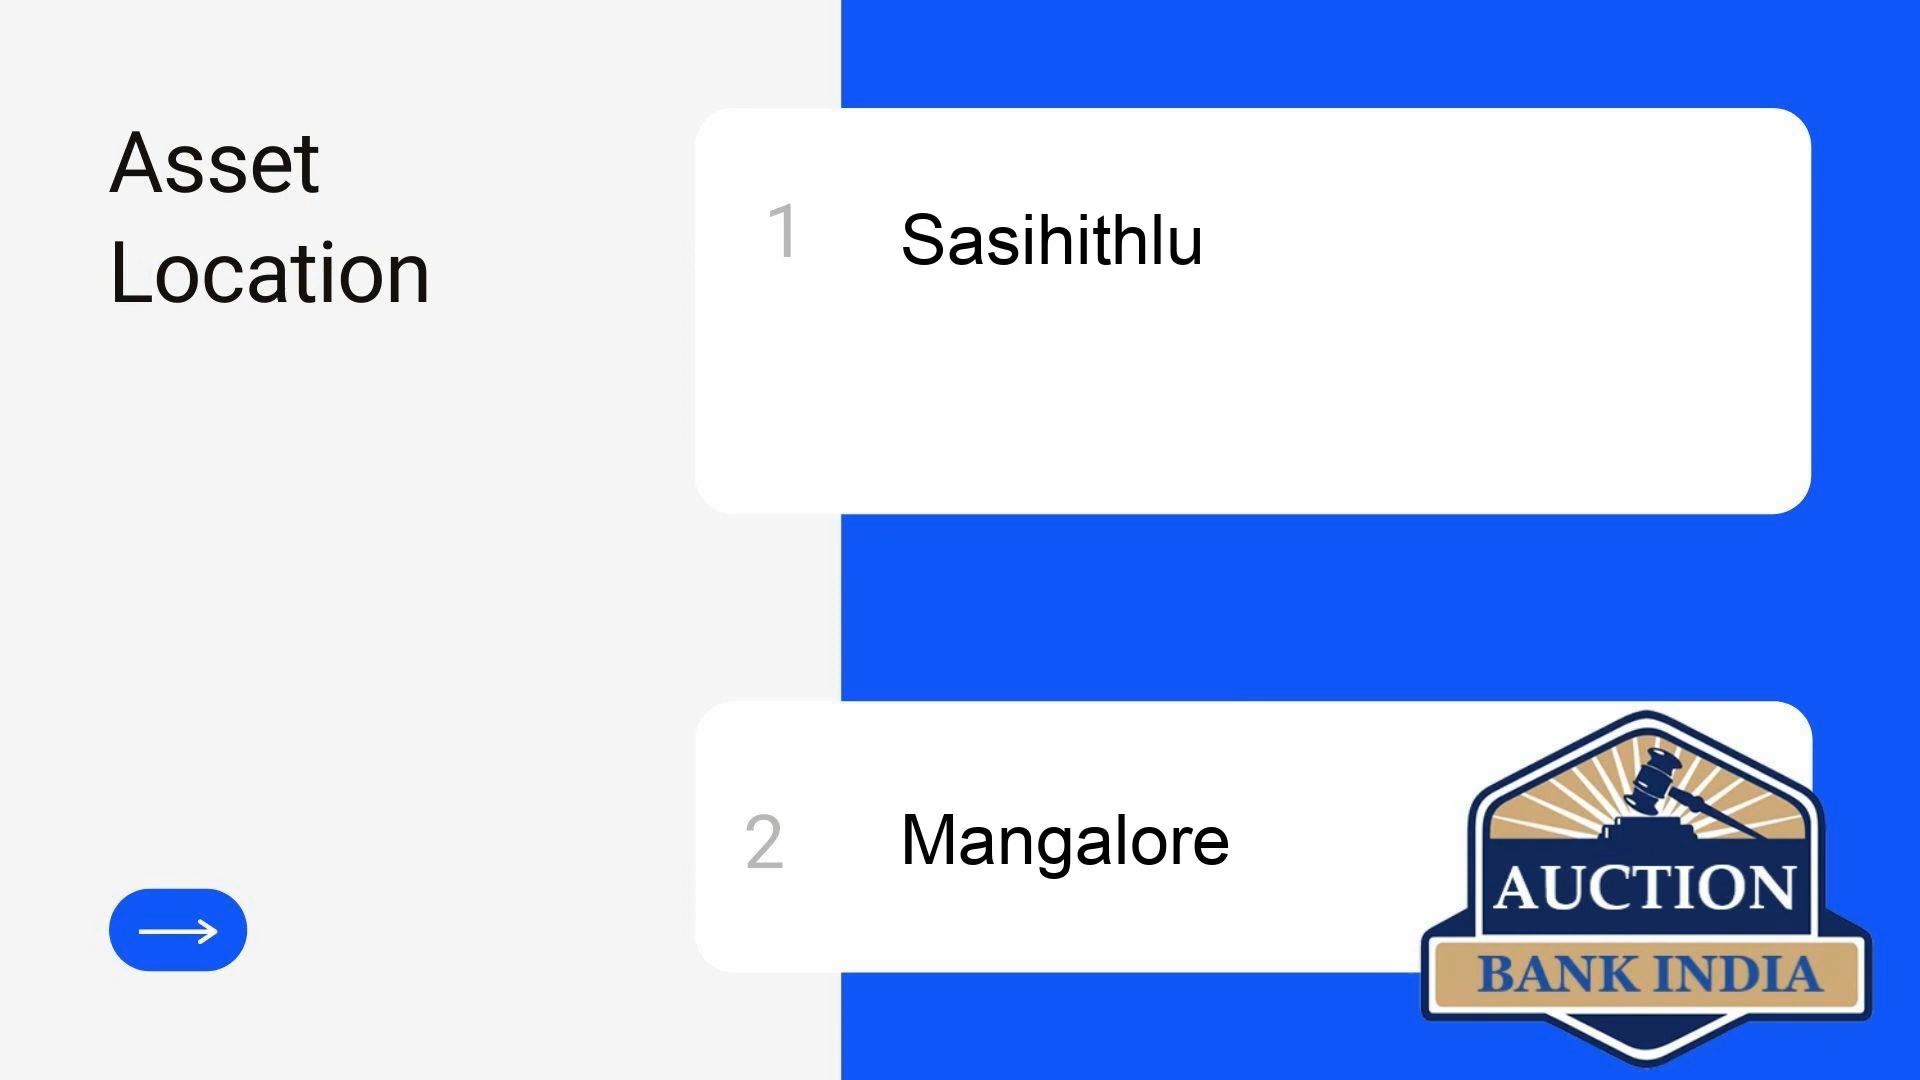 Asset
Location
1
Sasihithlu
2
Mangalore
AUCTION
BANK INDIA